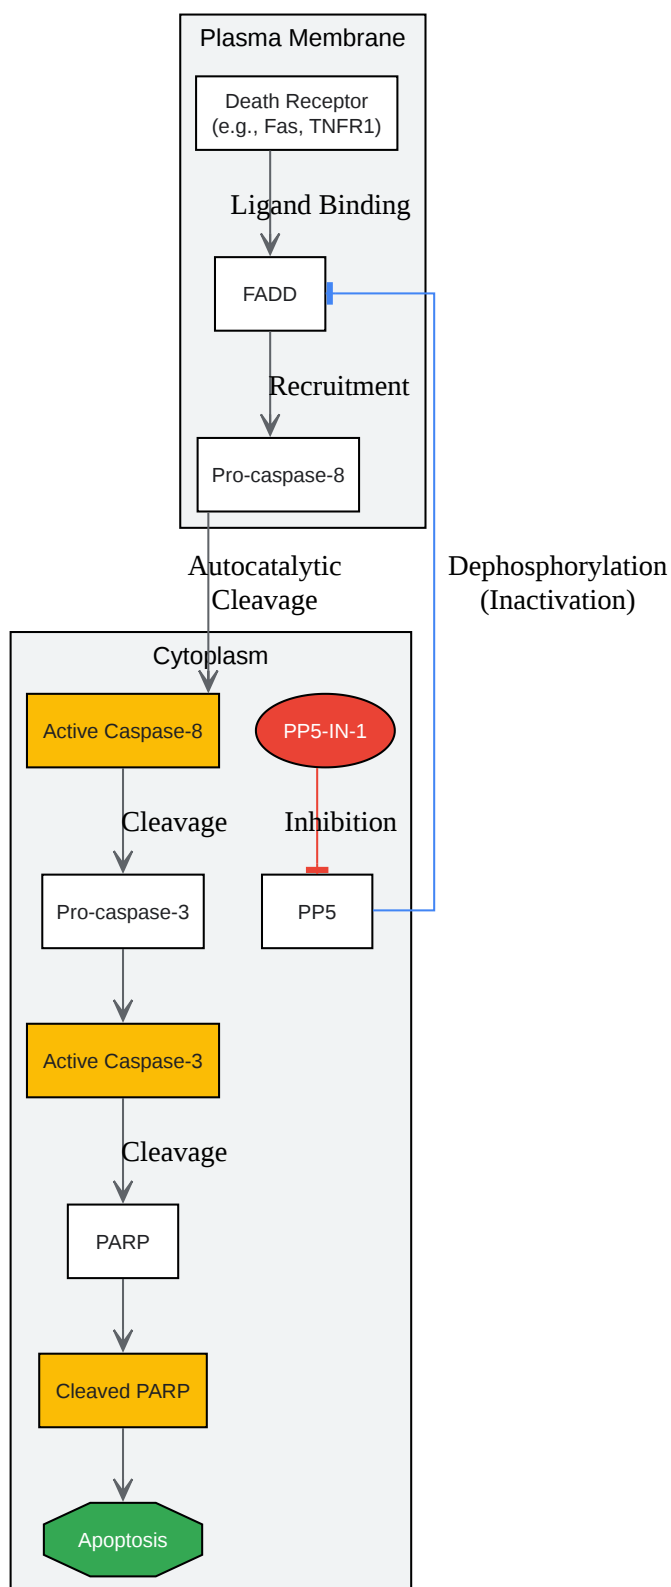 Plasma Membrane
Death Receptor
(e.g., Fas, TNFR1)
Ligand Binding
FADD
Recruitment
Pro-caspase-8
Autocatalytic
Cleavage
Dephosphorylation
(Inactivation)
Cytoplasm
Active Caspase-8
PP5-IN-1
Cleavage
Inhibition
Pro-caspase-3
PP5
Active Caspase-3
Cleavage
PARP
Cleaved PARP
Apoptosis